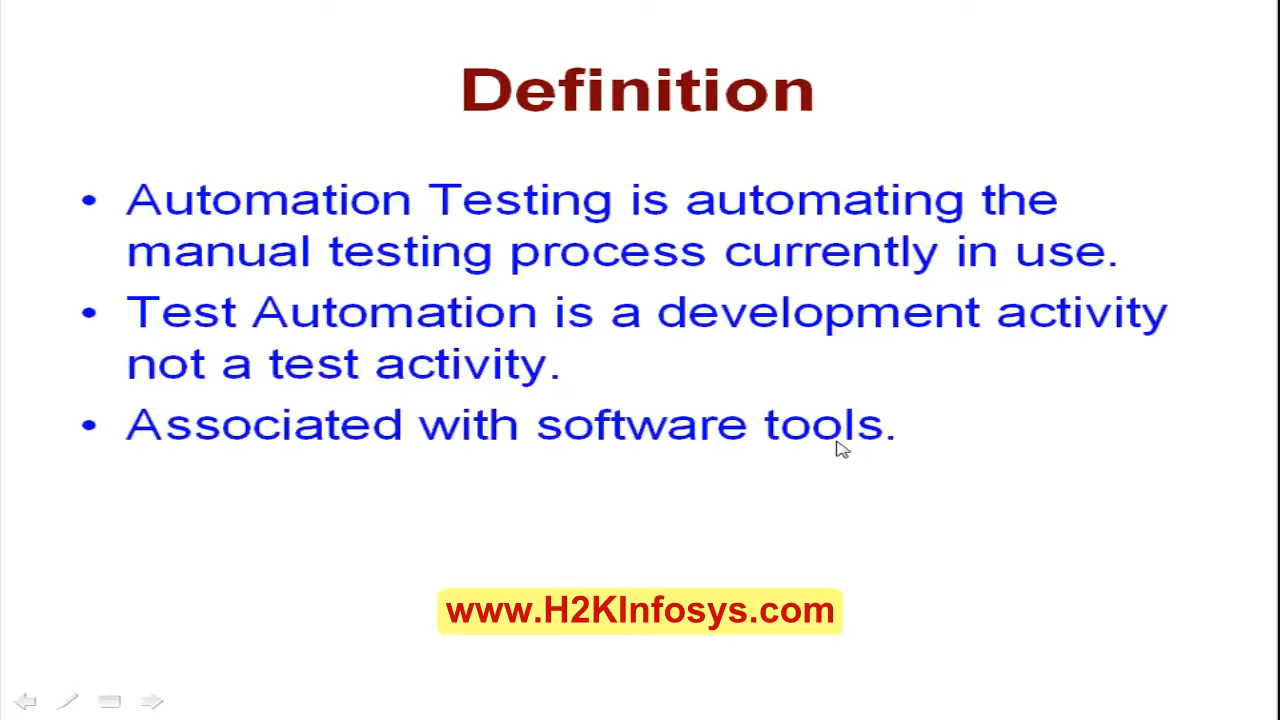 Definition
• Automation Testing is automating the
manual testing process currently in use.
• Test Automation is a development activity
not a test activity.
• Associated with software tools.
www.H2KInfosys.com